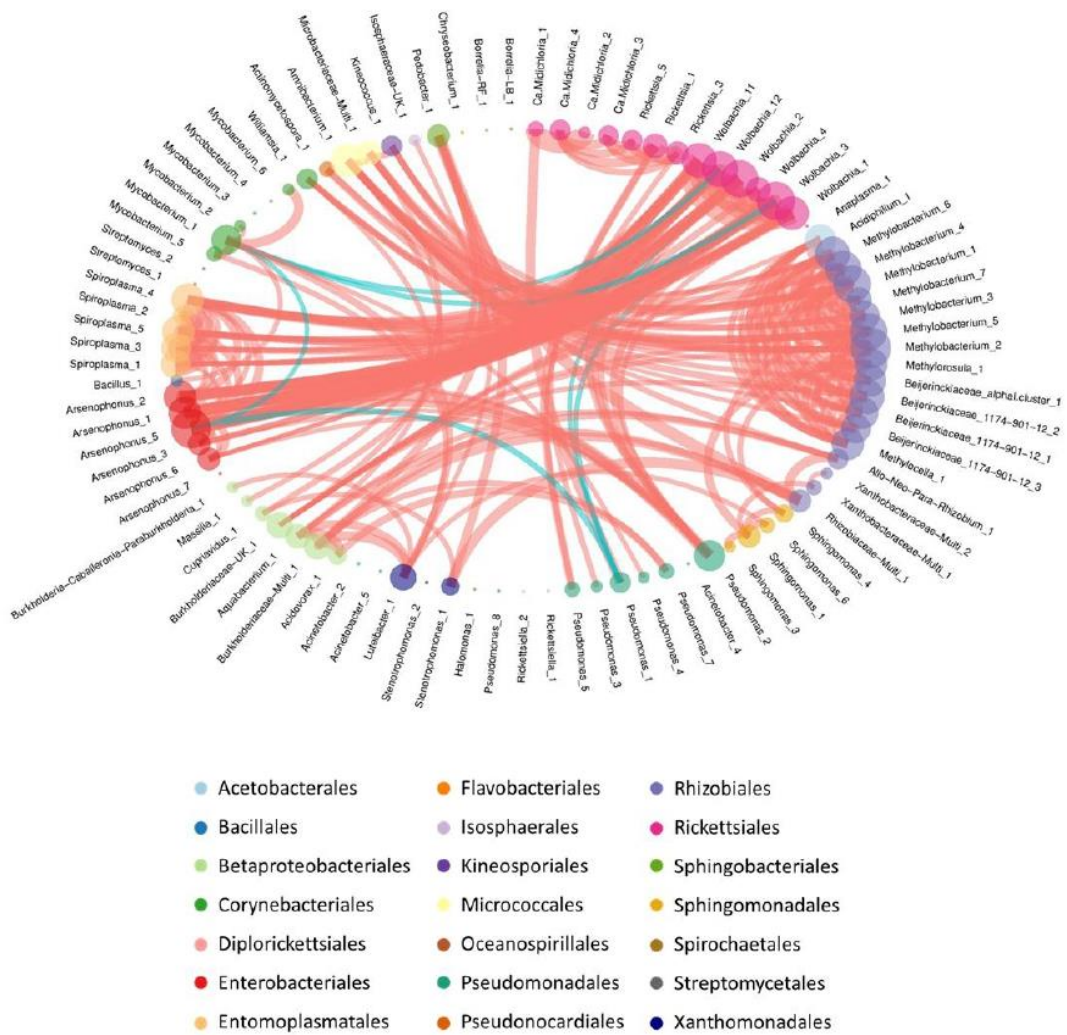 Ca.Midichloria_1
Ca.Midichloria_4
Ca.Midichloria_2
Ca.Midichloria_3
Rickettsia_5
Rickettsia_1
Rickettsia_3
Wolbachia_11
Wolbachia_12
Wolbachia_2
Wolbachia_4
Wolbachia_3
Wolbachia_1
Anaplasma_1
Acidiphilium_1
Methylobacterium_6
Methylobacterium_4
Methylobacterium_1
Methylobacterium_7
Methylobacterium_3
Methylobacterium_5
Methylobacterium_2
Methylorosula_1
Beijerinckiaceae_alphaI.cluster_1
Beijerinckiaceae_1174-901-12_2
Beijerinckiaceae_1174-901-12_1
Beijerinckiaceae_1174-901-12_3
Methylocella_1
Allo-Neo-Para-Rhizobium_1
Xanthobacteraceae-Multi_2
Xanthobacteraceae-Multi_1
Rhizobiaceae-Multi_1
Sphingomonas_4
Sphingomonas_6
Sphingomonas_1
Sphingomonas_3
Pseudomonas_2
Acinetobacter_4
Pseudomonas_7
Pseudomonas_4
Pseudomonas_1
Pseudomonas_3
Pseudomonas_5
Rickettsiella_1
Rickettsiella_2
Pseudomonas_8
Halomonas_1
Stenotrophomonas_1
Stenotrophomonas_2
Luteibacter_1
Acinetobacter_5
Acinetobacter_2
Acidovorax_1
Burkholderiaceae-Multi_1
Aquabacterium_1
Burkholderiaceae-UK_1
Cupriavidus_1
Massilia_1
Burkholderia-Caballeronia-Paraburkholderia_1
Arsenophonus_7
Arsenophonus_6
Arsenophonus_3
Arsenophonus_5
Arsenophonus_1
Arsenophonus_2
Bacillus_1
Spiroplasma_1
Spiroplasma_3
Spiroplasma_5
Spiroplasma_2
Spiroplasma_4
Streptomyces_1
Streptomyces_2
Mycobacterium_5
Mycobacterium_1
Mycobacterium_2
Mycobacterium_3
Mycobacterium_4
Mycobacterium_6
Williamsia_1
Actinomycetospora_1
Amnibacterium_1
Microbacteriaceae-Multi_1
Kineococcus_1
Isosphaeraceae-UK_1
Pedobacter_1
Chryseobacterium_1
Borrelia-RF_1
Borrelia-LB_1
Acetobacterales
Bacillales
Betaproteobacteriales
Corynebacteriales
Diplorickettsiales
Enterobacteriales
Entomoplasmatales
Flavobacteriales
Isosphaerales
Kineosporiales
Micrococcales
Oceanospirillales
Pseudomonadales
Pseudonocardiales
Rhizobiales
Rickettsiales
Sphingobacteriales
Sphingomonadales
Spirochaetales
Streptomycetales
Xanthomonadales